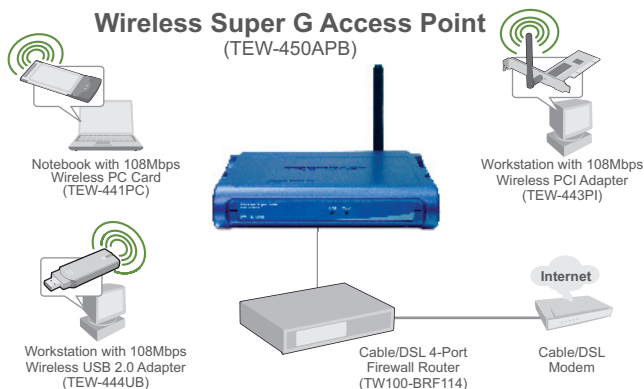 Wireless Super G Access Point
(TEW-450APB)
Notebook with 108Mbps
Wireless PC Card
(TEW-441PC)
Workstation with 108Mbps
Wireless PCI Adapter
(TEW-443PI)
Workstation with 108Mbps
Wireless USB 2.0 Adapter
(TEW-444UB)
Cable/DSL 4-Port
Firewall Router
(TW100-BRF114)
Internet
Cable/DSL
Modem